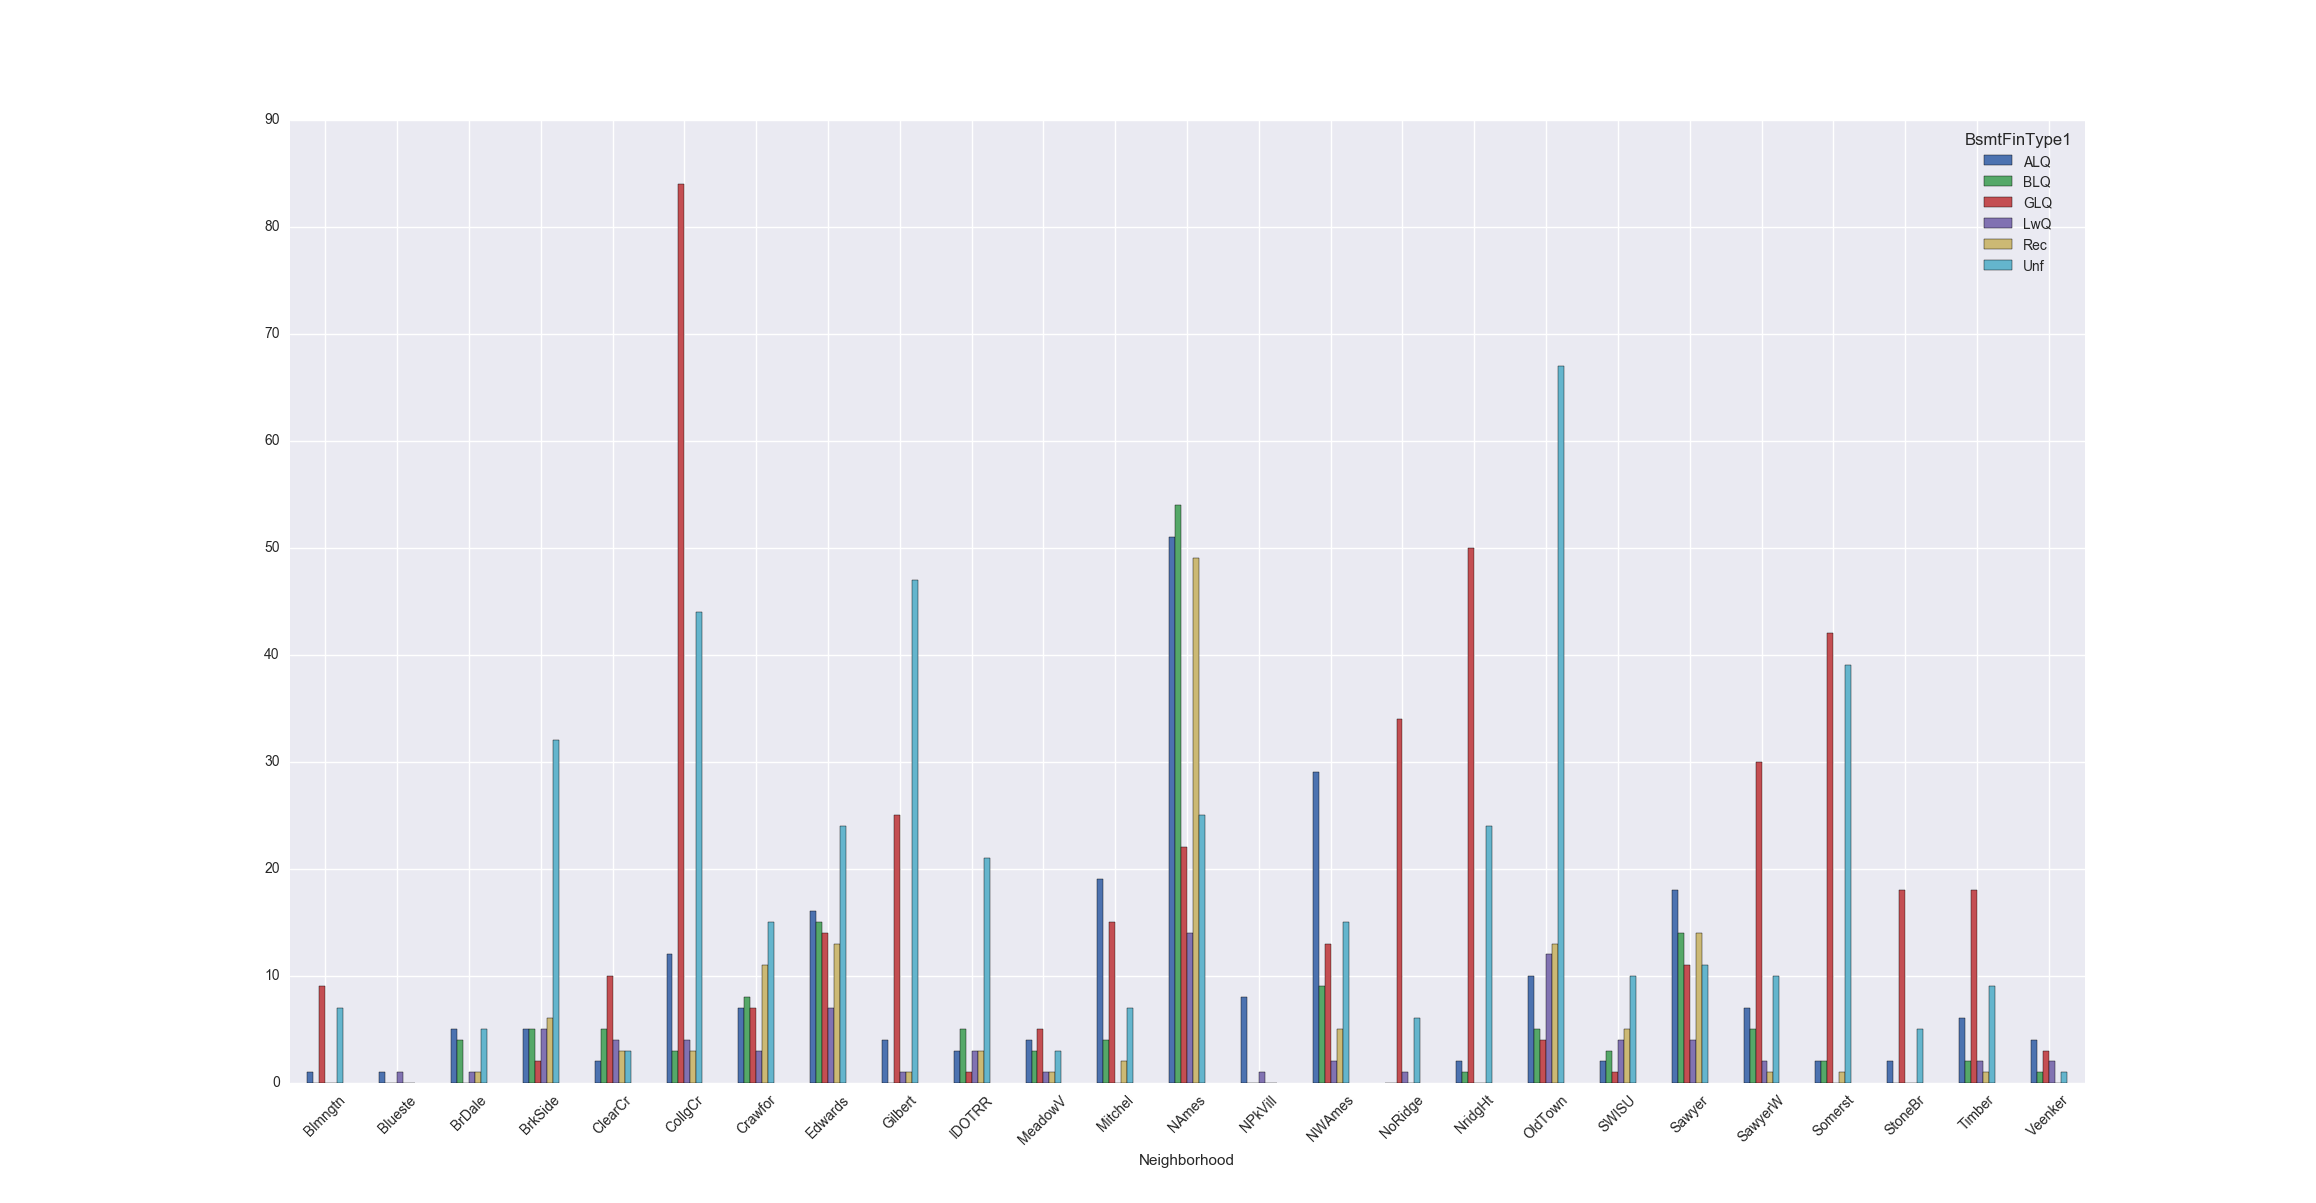 90
80
70
60
50
40
30
20
10
0
BsmtFinType1
ALQ
BLQ
GLQ
LwQ
Rec
Unf
Blmngtn
Blueste
BrDale
BrkSide
ClearCr
CollgCr
Crawfor
Edwards
Gilbert
IDOTRR
MeadowV
Mitchel
NAmes
NPkVill
NWAmes
NoRidge
NridgHt
OldTown
SWISU
Sawyer
SawyerW
Somerst
StoneBr
Timber
Veenker
Neighborhood